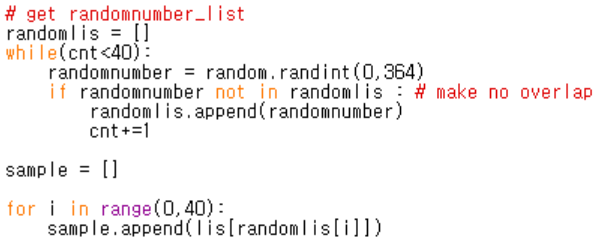 # get randomnumber_list
randomlis = []
while(cnt<40):
    randomnumber = random.randint(0,364)
    if randomnumber not in randomlis : # make no overlap
        randomlis.append(randomnumber)
        cnt+=1

sample = []

for i in range(0,40):
    sample.append(lis[randomlis[i]])